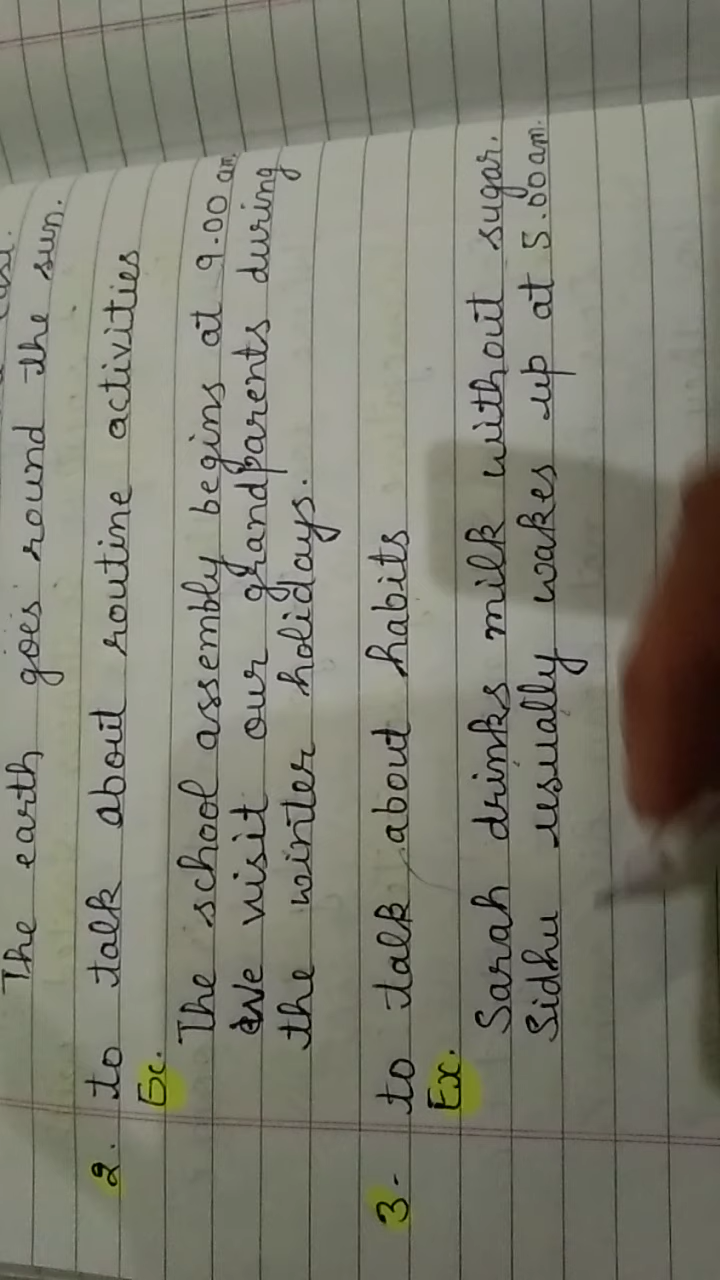 The earth goes round the sun.
2. to talk about routine activities
Ex.
The school assembly begins at 9.00 am
We visit our grandparents during
the winter holidays.
3- to talk about habits
Ex.
Sarah drinks milk without sugar.
Sidhu usually wakes up at 5.00 am.